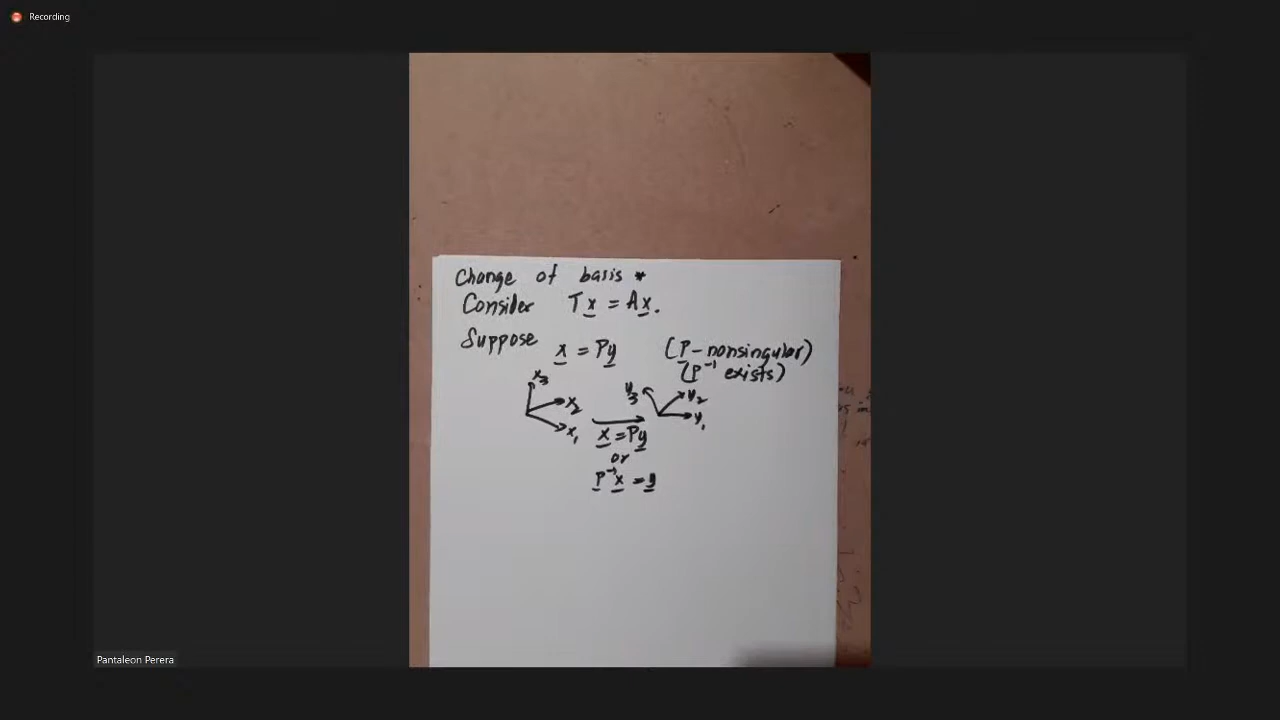 Recording
Change of basis *
Consider Tx = Ax.
Suppose
x = Py (P-nonsingular)
(P⁻¹ exists)
x₃ y₃ y₂
x₂ y₁
x₁ x = Py
or
P⁻¹x = y
Pantaleon Perera